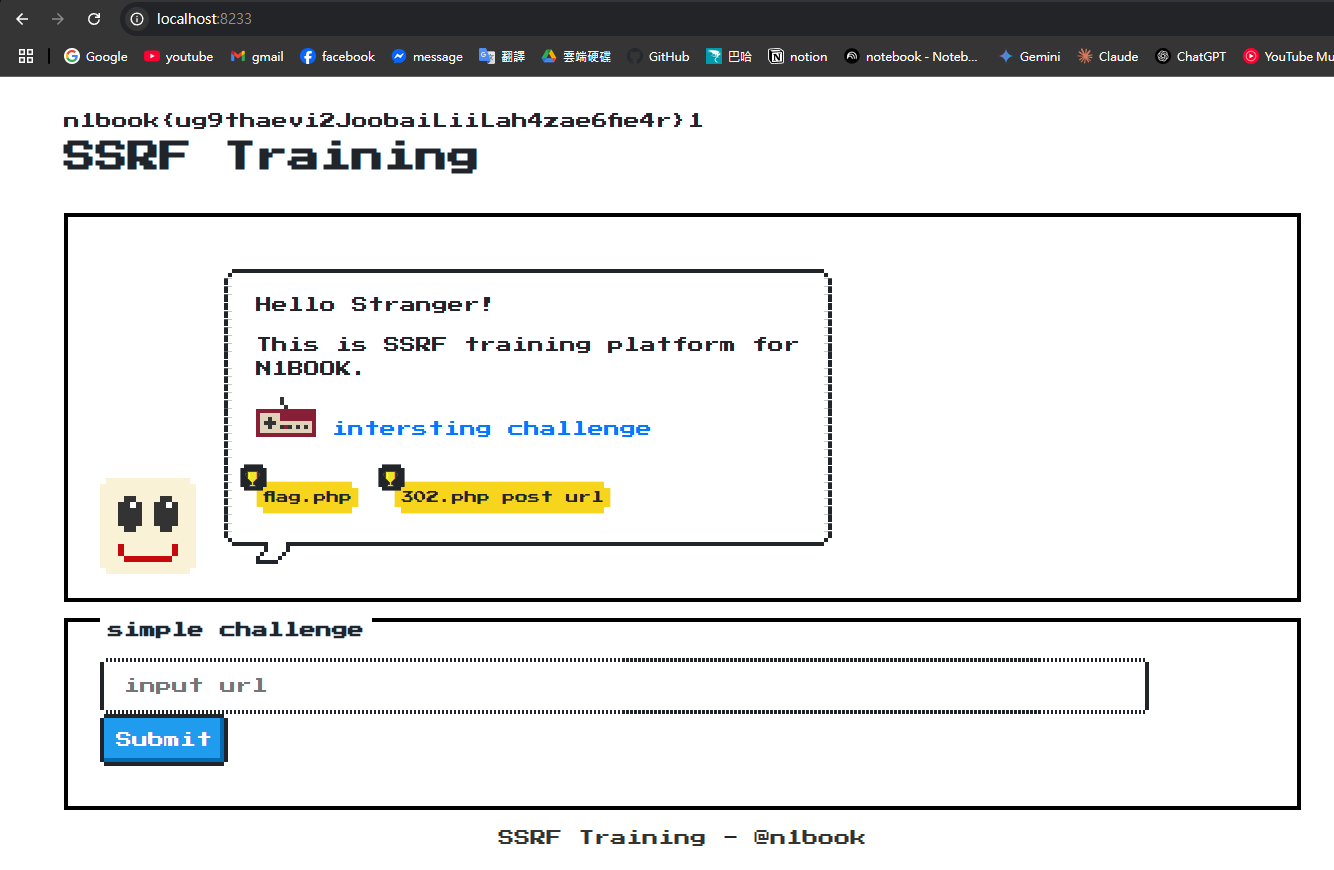 localhost:8233
Google youtube gmail facebook message 翻譯 雲端硬碟 GitHub 巴哈 notion notebook - Noteb... Gemini Claude ChatGPT YouTube Mu
n1book{ug9thaevi2JoobaiLiiLah4zae6fie4r}1
SSRF Training
Hello Stranger!
This is SSRF training platform for
N1BOOK.
intersting challenge
flag.php 302.php post url
simple challenge
input url
Submit
SSRF Training - @n1book